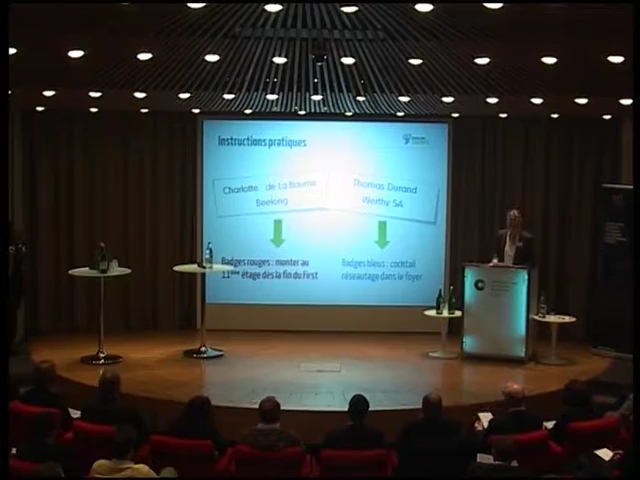 Instructions pratiques
Charlotte de La Baume
Beelong
Thomas Durand
Werthy SA
Badges rouges : monter au
11ème étage dès la fin du First
Badges bleus : cocktail
réseautage dans le foyer